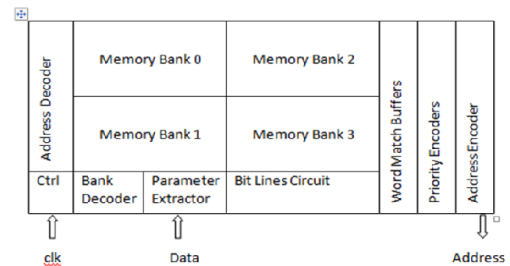 Address Decoder
Memory Bank 0
Memory Bank 2
Memory Bank 1
Memory Bank 3
Word Match Buffers
Priority Encoders
Address Encoder
Ctrl
Bank
Decoder
Parameter
Extractor
Bit Lines Circuit
clk
Data
Address